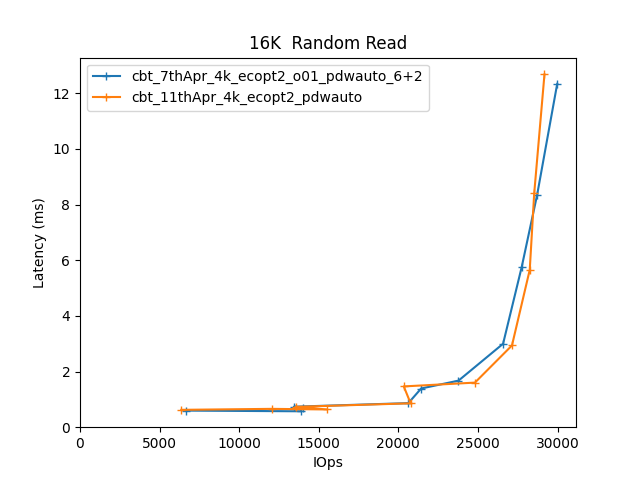 16K  Random Read
cbt_7thApr_4k_ecopt2_o01_pdwauto_6+2
cbt_11thApr_4k_ecopt2_pdwauto
12
10
8
6
4
2
0
Latency (ms)
0 5000 10000 15000 20000 25000 30000
IOps